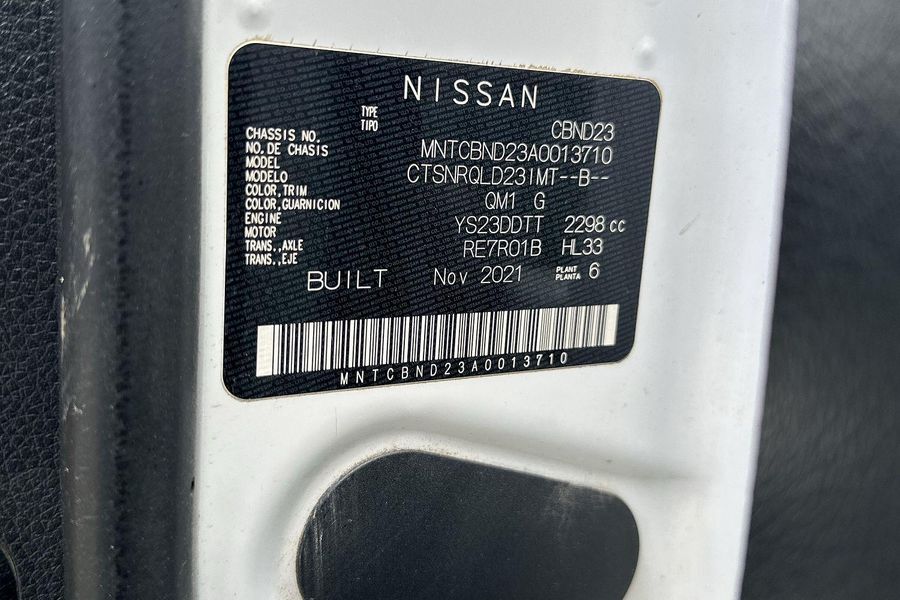 NISSAN
TYPE
TIPO
CBND23
CHASSIS NO.
NO. DE CHASIS
MNTCBND23A0013710
MODEL
MODELO
CTSNRQLD23IMT--B--
COLOR, TRIM
COLOR, GUARNICION
QM1 G
ENGINE
MOTOR
YS23DDTT 2298 cc
TRANS., AXLE
TRANS., EJE
RE7R01B HL33
BUILT Nov 2021 PLANT
PLANTA 6
MNTCBND23A0013710